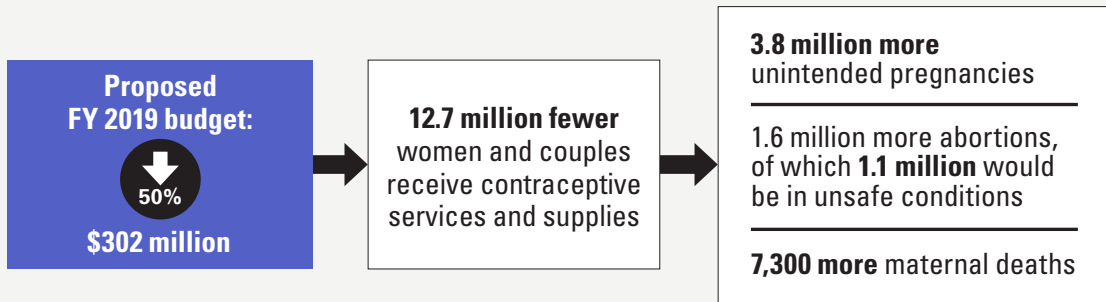 Proposed
FY 2019 budget:
50%
$302 million
12.7 million fewer
women and couples
receive contraceptive
services and supplies
3.8 million more
unintended pregnancies
1.6 million more abortions,
of which 1.1 million would
be in unsafe conditions
7,300 more maternal deaths